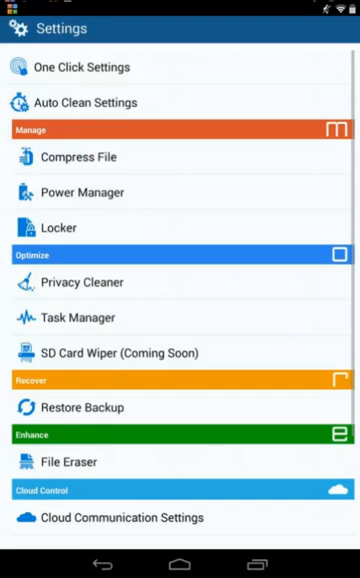 Settings
One Click Settings
Auto Clean Settings
Manage m
Compress File
Power Manager
Locker
Optimize o
Privacy Cleaner
Task Manager
SD Card Wiper (Coming Soon)
Recover r
Restore Backup
Enhance e
File Eraser
Cloud Control
Cloud Communication Settings